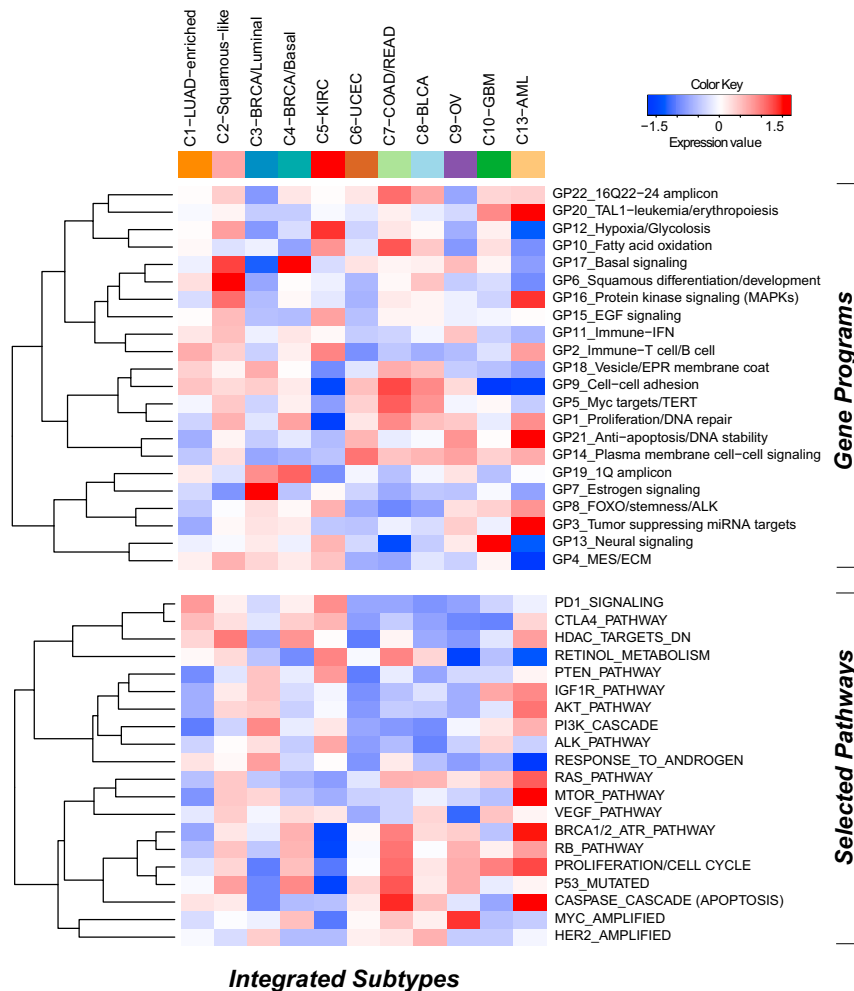 C1−LUAD−enriched
C2−Squamous−like
C3−BRCA/Luminal
C4−BRCA/Basal
C5−KIRC
C6−UCEC
C7−COAD/READ
C8−BLCA
C9−OV
C10−GBM
C13−AML
Color Key
−1.5 0 1.5
Expression value
GP22_16Q22−24 amplicon
GP20_TAL1−leukemia/erythropoiesis
GP12_Hypoxia/Glycolosis
GP10_Fatty acid oxidation
GP17_Basal signaling
GP6_Squamous differentiation/development
GP16_Protein kinase signaling (MAPKs)
GP15_EGF signaling
GP11_Immune−IFN
GP2_Immune−T cell/B cell
GP18_Vesicle/EPR membrane coat
GP9_Cell−cell adhesion
GP5_Myc targets/TERT
GP1_Proliferation/DNA repair
GP21_Anti−apoptosis/DNA stability
GP14_Plasma membrane cell−cell signaling
GP19_1Q amplicon
GP7_Estrogen signaling
GP8_FOXO/stemness/ALK
GP3_Tumor suppressing miRNA targets
GP13_Neural signaling
GP4_MES/ECM
Gene Programs
PD1_SIGNALING
CTLA4_PATHWAY
HDAC_TARGETS_DN
RETINOL_METABOLISM
PTEN_PATHWAY
IGF1R_PATHWAY
AKT_PATHWAY
PI3K_CASCADE
ALK_PATHWAY
RESPONSE_TO_ANDROGEN
RAS_PATHWAY
MTOR_PATHWAY
VEGF_PATHWAY
BRCA1/2_ATR_PATHWAY
RB_PATHWAY
PROLIFERATION/CELL CYCLE
P53_MUTATED
CASPASE_CASCADE (APOPTOSIS)
MYC_AMPLIFIED
HER2_AMPLIFIED
Selected Pathways
Integrated Subtypes